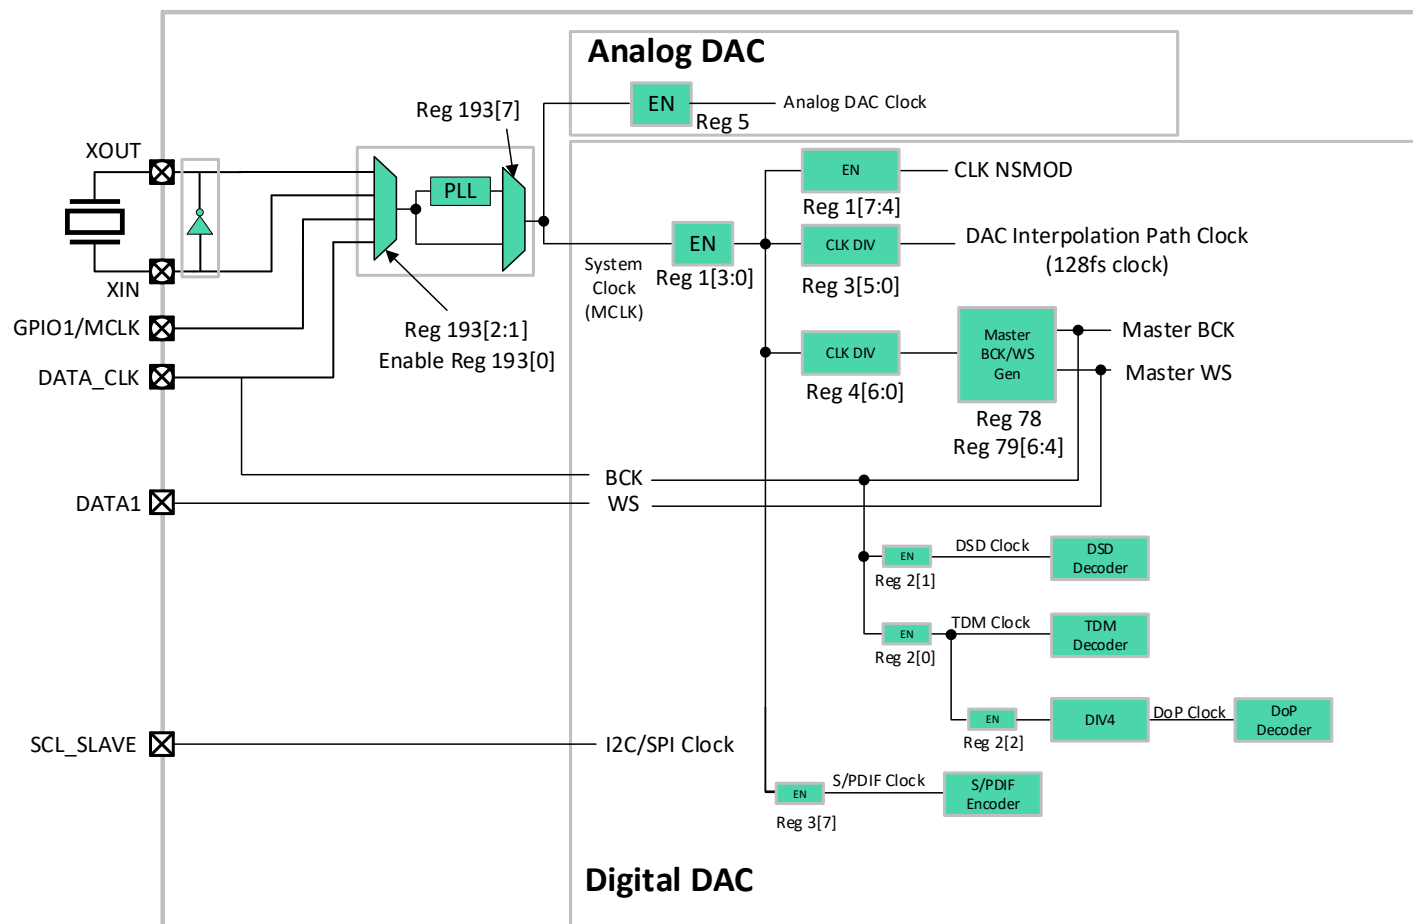 Analog DAC
Reg 193[7]
EN
Analog DAC Clock
Reg 5
XOUT
PLL
EN
CLK NSMOD
Reg 1[7:4]
EN
CLK DIV
DAC Interpolation Path Clock
(128fs clock)
XIN
System
Clock
(MCLK)
Reg 1[3:0]
Reg 3[5:0]
GPIO1/MCLK
Reg 193[2:1]
Enable Reg 193[0]
Master
BCK/WS
Gen
Master BCK
DATA_CLK
CLK DIV
Master WS
Reg 4[6:0]
Reg 78
Reg 79[6:4]
BCK
DATA1
WS
EN
DSD Clock
DSD
Decoder
Reg 2[1]
EN
TDM Clock
TDM
Decoder
Reg 2[0]
EN
DIV4
DoP Clock
DoP
Decoder
Reg 2[2]
SCL_SLAVE
I2C/SPI Clock
EN
S/PDIF Clock
S/PDIF
Encoder
Reg 3[7]
Digital DAC